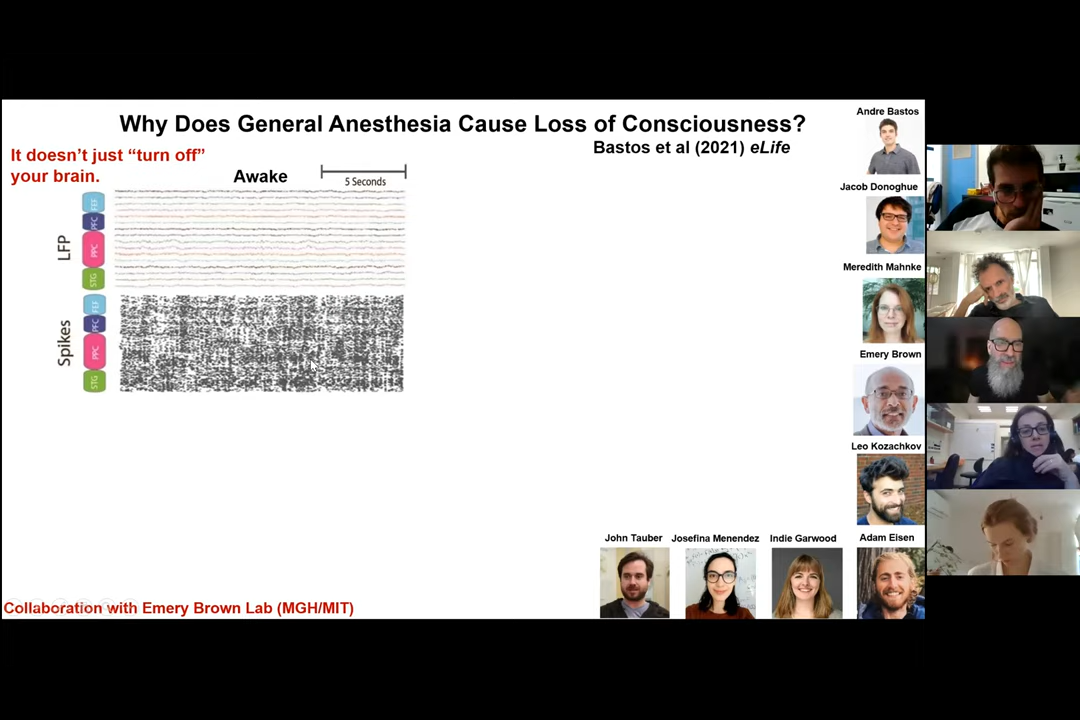 Why Does General Anesthesia Cause Loss of Consciousness?
Bastos et al (2021) eLife
It doesn't just “turn off”
your brain.
Awake
5 Seconds
LFP
FEF
PFC
PPC
STG
Spikes
FEF
PFC
PPC
STG
Andre Bastos
Jacob Donoghue
Meredith Mahnke
Emery Brown
Leo Kozachkov
John Tauber
Josefina Menendez
Indie Garwood
Adam Eisen
Collaboration with Emery Brown Lab (MGH/MIT)